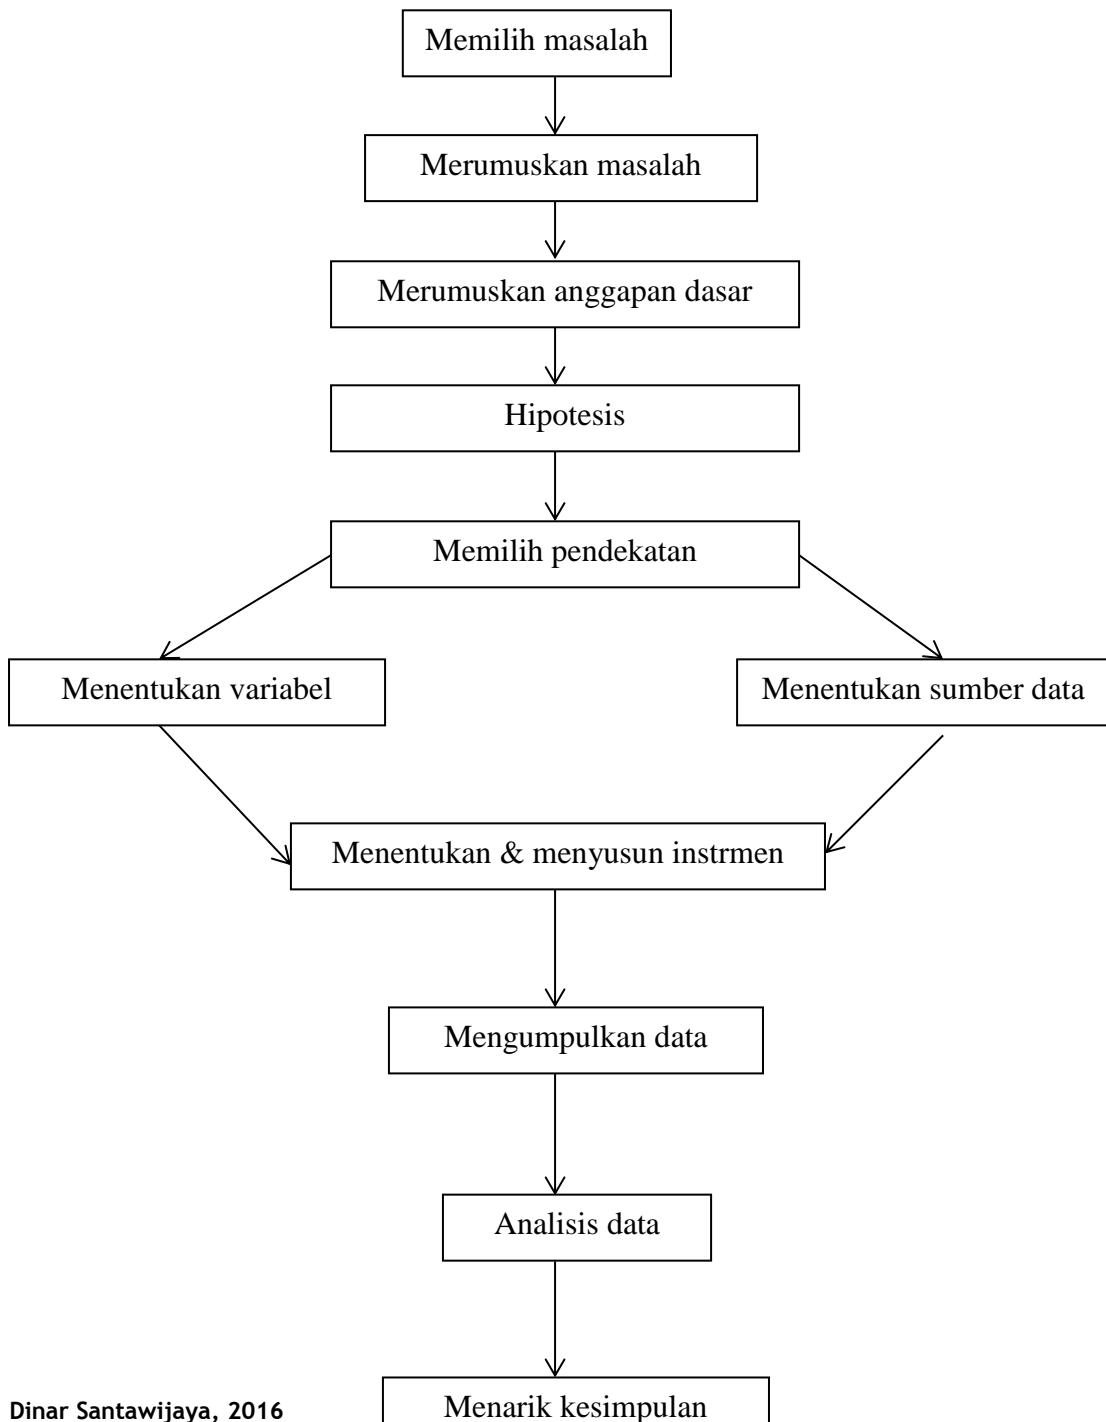 Memilih masalah
Merumuskan masalah
Merumuskan anggapan dasar
Hipotesis
Memilih pendekatan
Menentukan variabel
Menentukan sumber data
Menentukan & menyusun instrmen
Mengumpulkan data
Analisis data
Menarik kesimpulan
Dinar Santawijaya, 2016